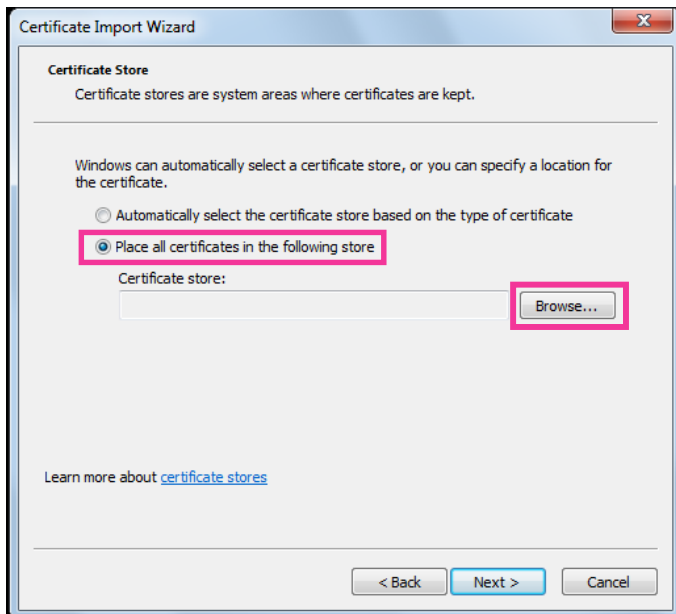 Certificate Import Wizard
Certificate Store
Certificate stores are system areas where certificates are kept.
Windows can automatically select a certificate store, or you can specify a location for
the certificate.
Automatically select the certificate store based on the type of certificate
Place all certificates in the following store
Certificate store:
Browse...
Learn more about certificate stores
< Back Next > Cancel